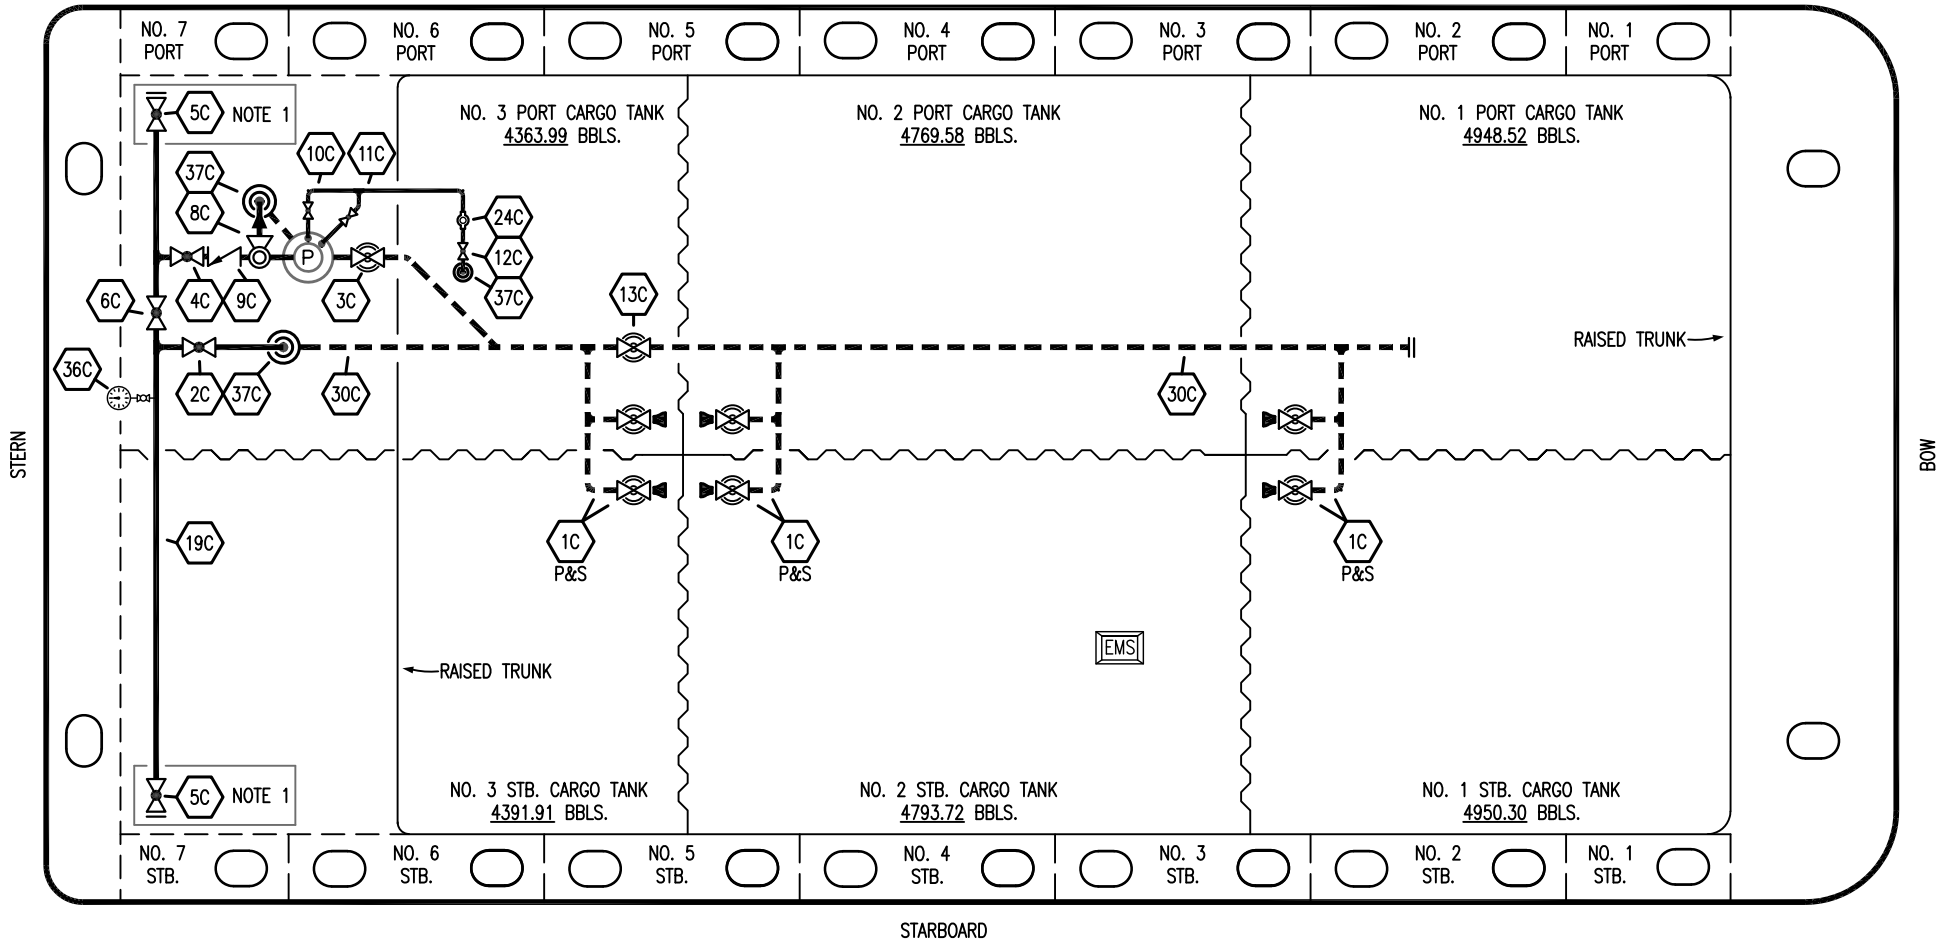 NO. 7
PORT
NO. 6
PORT
NO. 5
PORT
NO. 4
PORT
NO. 3
PORT
NO. 2
PORT
NO. 1
PORT
5C
NOTE 1
NO. 3 PORT CARGO TANK
4363.99 BBLS.
NO. 2 PORT CARGO TANK
4769.58 BBLS.
NO. 1 PORT CARGO TANK
4948.52 BBLS.
10C
11C
37C
8C
24C
12C
37C
P
6C
4C
9C
3C
13C
RAISED TRUNK
36C
2C
37C
30C
30C
STERN
BOW
19C
1C
P&S
1C
P&S
1C
P&S
EMS
RAISED TRUNK
5C
NOTE 1
NO. 3 STB. CARGO TANK
4391.91 BBLS.
NO. 2 STB. CARGO TANK
4793.72 BBLS.
NO. 1 STB. CARGO TANK
4950.30 BBLS.
NO. 7
STB.
NO. 6
STB.
NO. 5
STB.
NO. 4
STB.
NO. 3
STB.
NO. 2
STB.
NO. 1
STB.
STARBOARD